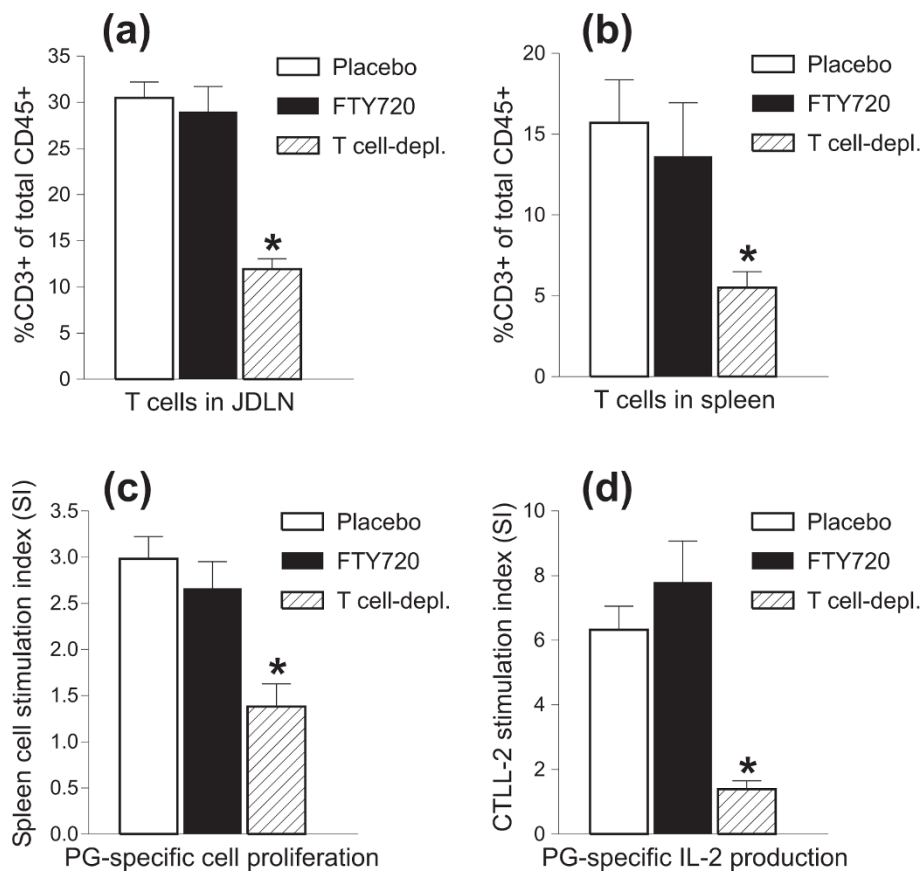 (a)
35
30
25
20
15
10
5
0
%CD3+ of total CD45+
Placebo
FTY720
T cell-depl.
*
T cells in JDLN
(b)
20
15
10
5
0
%CD3+ of total CD45+
Placebo
FTY720
T cell-depl.
*
T cells in spleen
(c)
3.5
3.0
2.5
2.0
1.5
1.0
0.5
0.0
Spleen cell stimulation index (SI)
Placebo
FTY720
T cell-depl.
*
PG-specific cell proliferation
(d)
10
8
6
4
2
0
CTLL-2 stimulation index (SI)
Placebo
FTY720
T cell-depl.
*
PG-specific IL-2 production